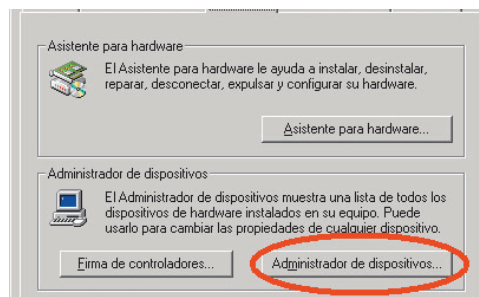 Asistente para hardware
El Asistente para hardware le ayuda a instalar, desinstalar,
reparar, desconectar, expulsar y configurar su hardware.
Asistente para hardware...
Administrador de dispositivos
El Administrador de dispositivos muestra una lista de todos los
dispositivos de hardware instalados en su equipo. Puede
usarlo para cambiar las propiedades de cualquier dispositivo.
Firma de controladores...
Administrador de dispositivos...